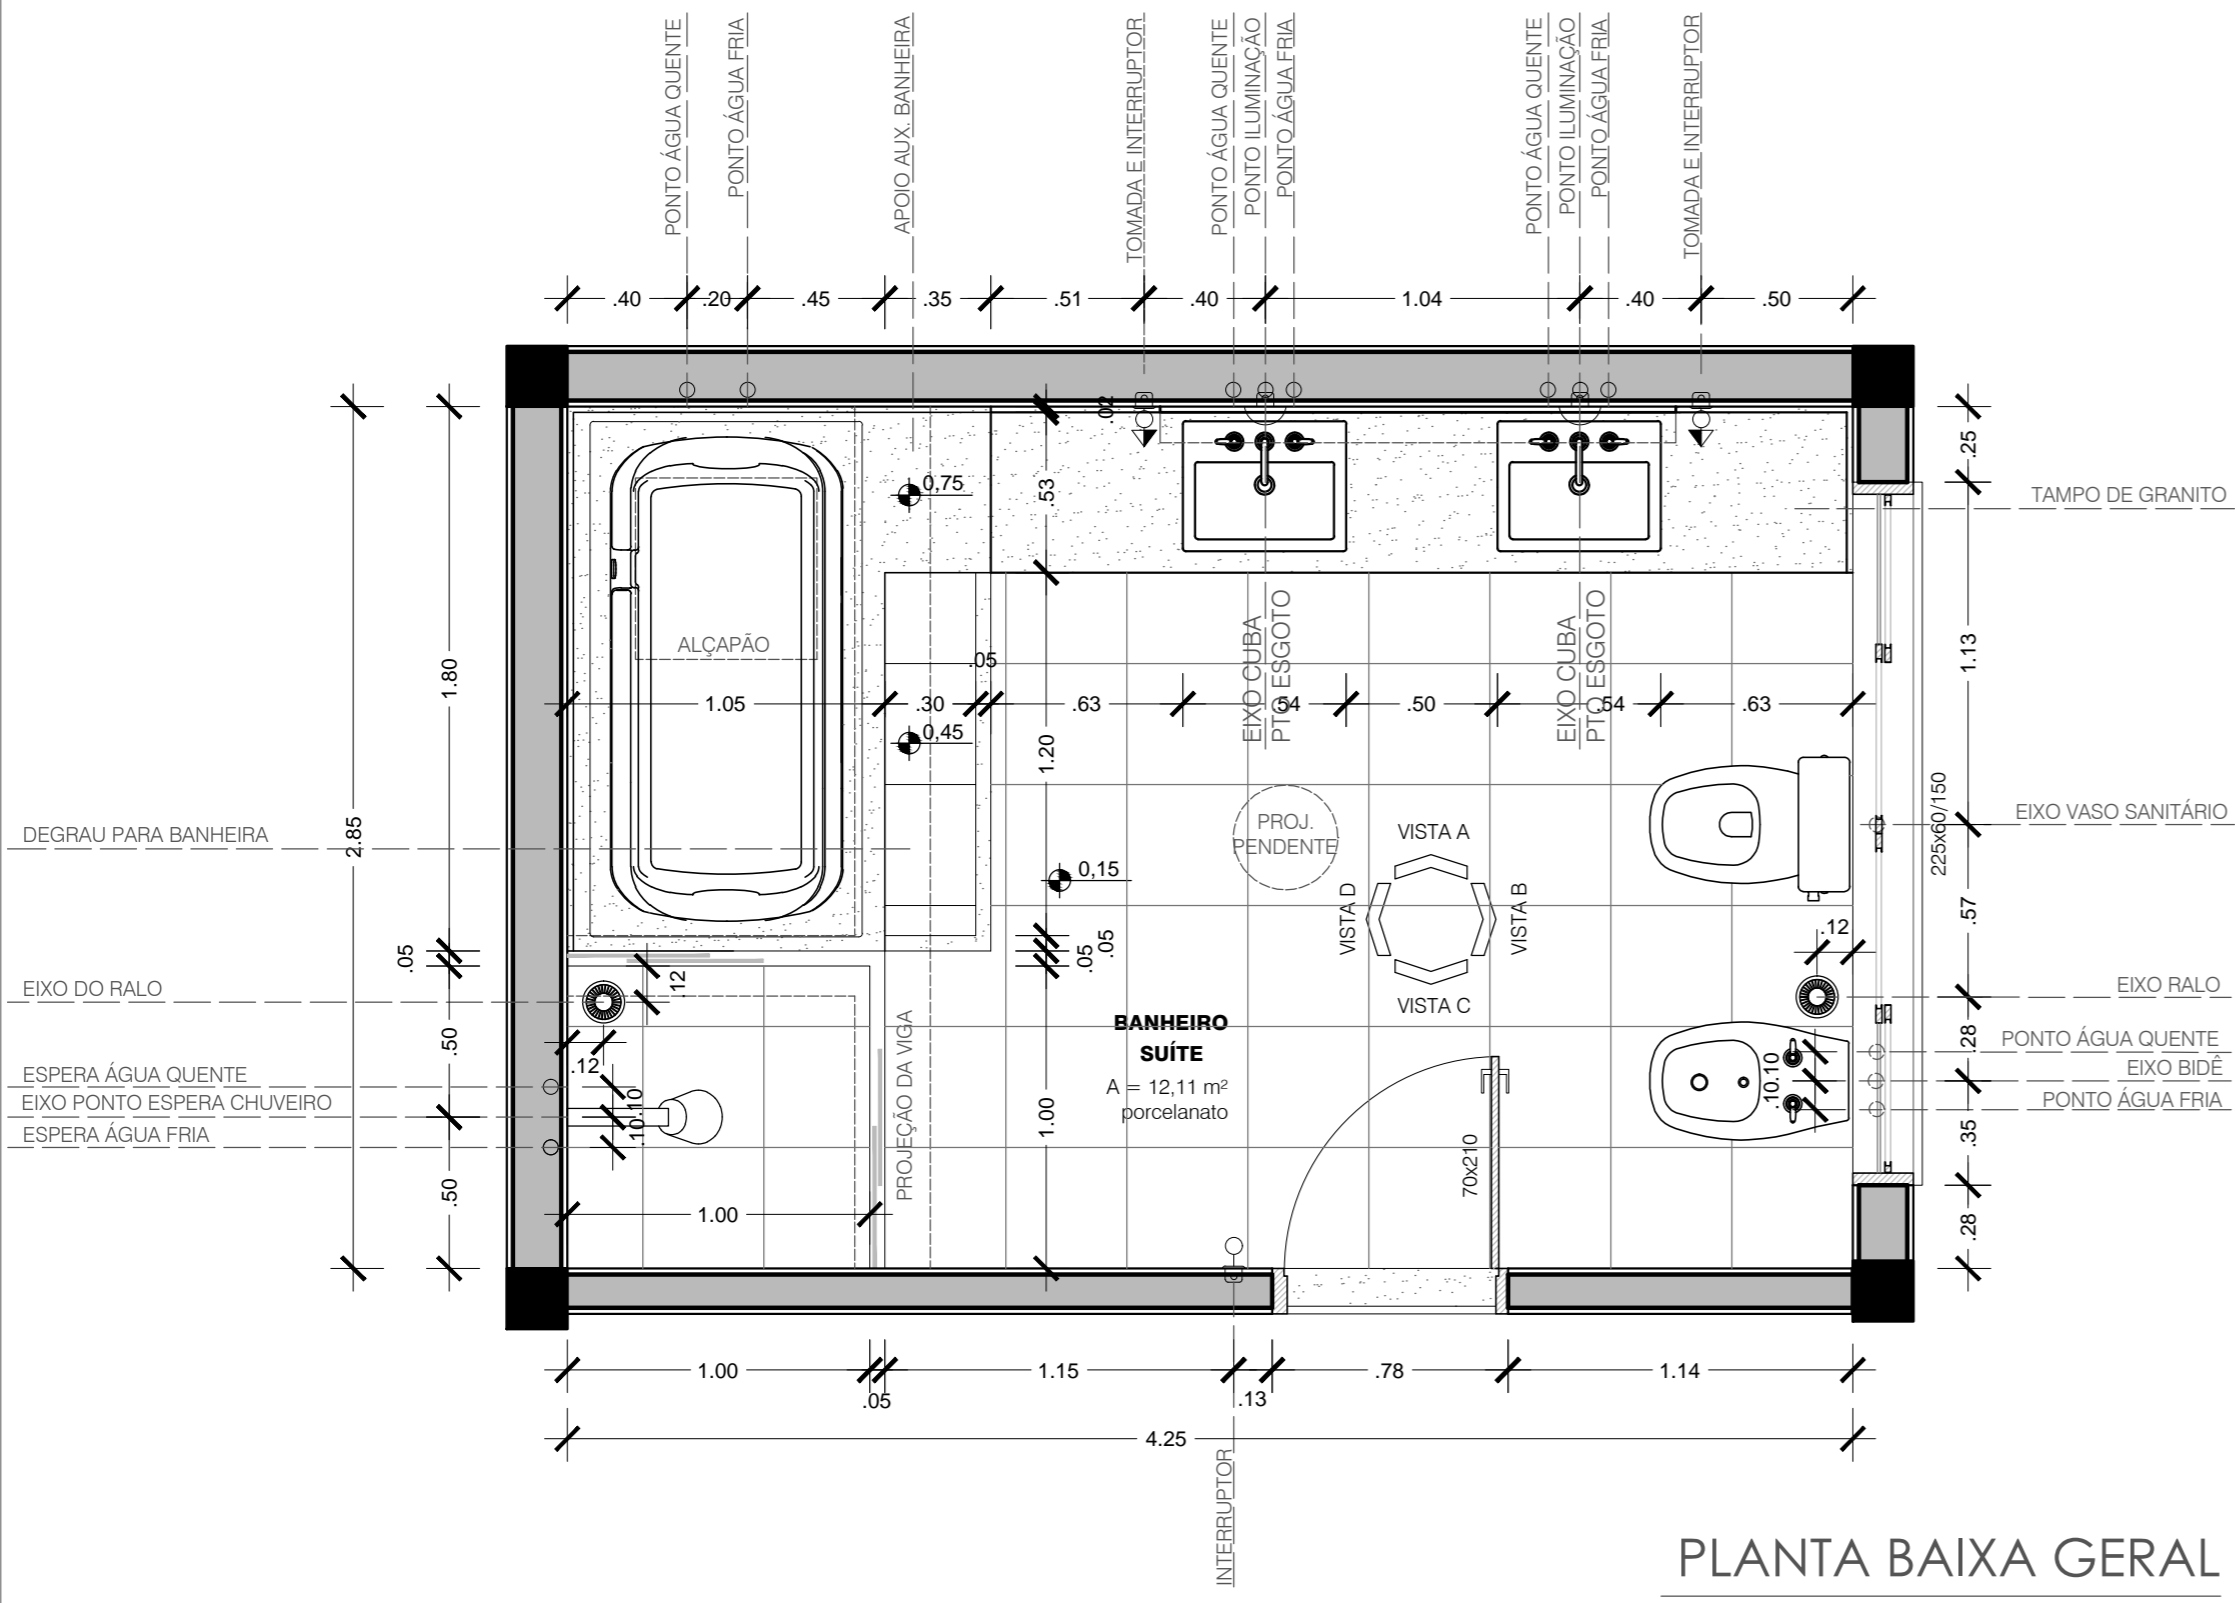 PONTO ÁGUA QUENTE
PONTO ÁGUA FRIA
APOIO AUX. BANHEIRA
TOMADA E INTERRUPTOR
PONTO ÁGUA QUENTE
PONTO ILUMINAÇÃO
PONTO ÁGUA FRIA
PONTO ÁGUA QUENTE
PONTO ILUMINAÇÃO
PONTO ÁGUA FRIA
TOMADA E INTERRUPTOR
.40
.20
.45
.35
.51
.40
1.04
.40
.50
.02
.25
0,75
.53
TAMPO DE GRANITO
ALÇAPÃO
EIXO CUBA
PTO ESGOTO
EIXO CUBA
PTO ESGOTO
1.80
.05
1.13
1.05
.30
.63
.54
.50
.54
.63
0,45
1.20
2.85
DEGRAU PARA BANHEIRA
PROJ.
PENDENTE
VISTA A
VISTA D
VISTA B
VISTA C
225x60/150
EIXO VASO SANITÁRIO
0,15
.57
.12
.05
.05
.05
.12
EIXO DO RALO
EIXO RALO
.50
BANHEIRO
SUÍTE
A = 12,11 m²
porcelanato
PROJEÇÃO DA VIGA
.28
PONTO ÁGUA QUENTE
EIXO BIDÊ
PONTO ÁGUA FRIA
.12
ESPERA ÁGUA QUENTE
EIXO PONTO ESPERA CHUVEIRO
ESPERA ÁGUA FRIA
.10
.10
1.00
.10
.10
.35
70x210
.50
1.00
.28
1.00
.05
1.15
.13
.78
1.14
4.25
INTERRUPTOR
PLANTA BAIXA GERAL